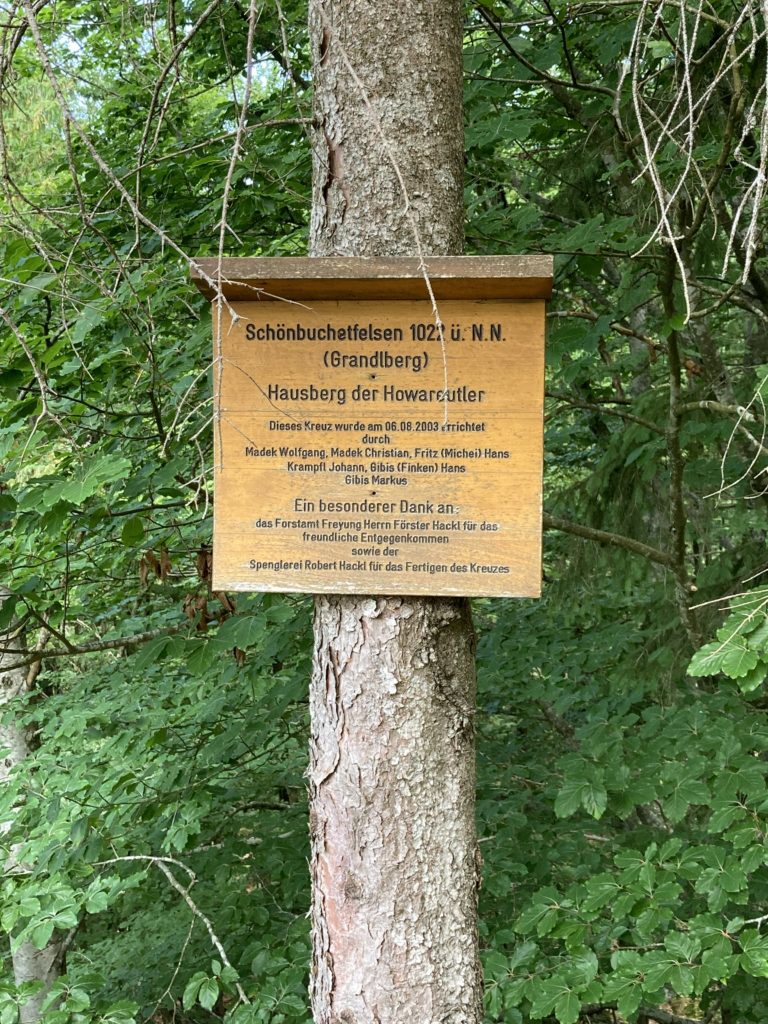 Schönbuchetfelsen 1022 ü. N.N.
(Grandlberg)
Hausberg der Howareutler
Dieses Kreuz wurde am 06.08.2003 errichtet
durch
Madek Wolfgang, Madek Christian, Fritz (Michei) Hans
Krampfl Johann, Gibis (Finken) Hans
Gibis Markus
Ein besonderer Dank an:
das Forstamt Freyung Herrn Förster Hackl für das
freundliche Entgegenkommen
sowie der
Spenglerei Robert Hackl für das Fertigen des Kreuzes